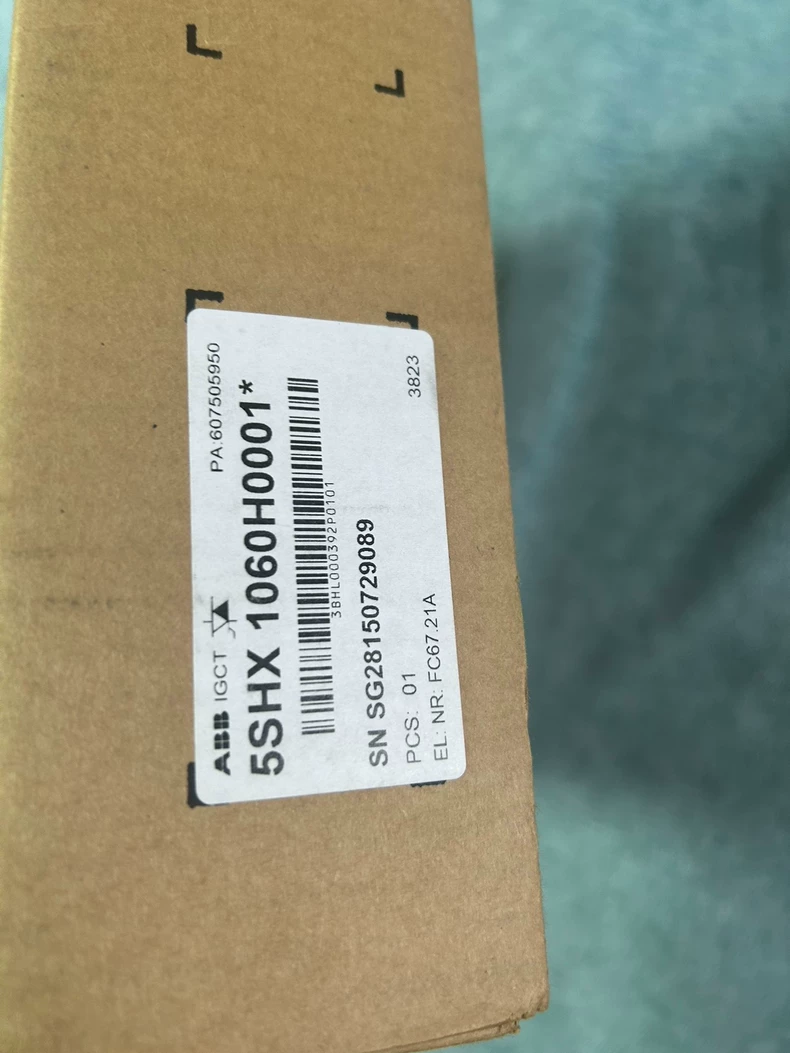 ABB IGCT PA:607505950
5SHX 1060H0001*
3BHL000392P0101
SN SG28150729089
PCS: 01
EL: NR: FC67.21A 3823